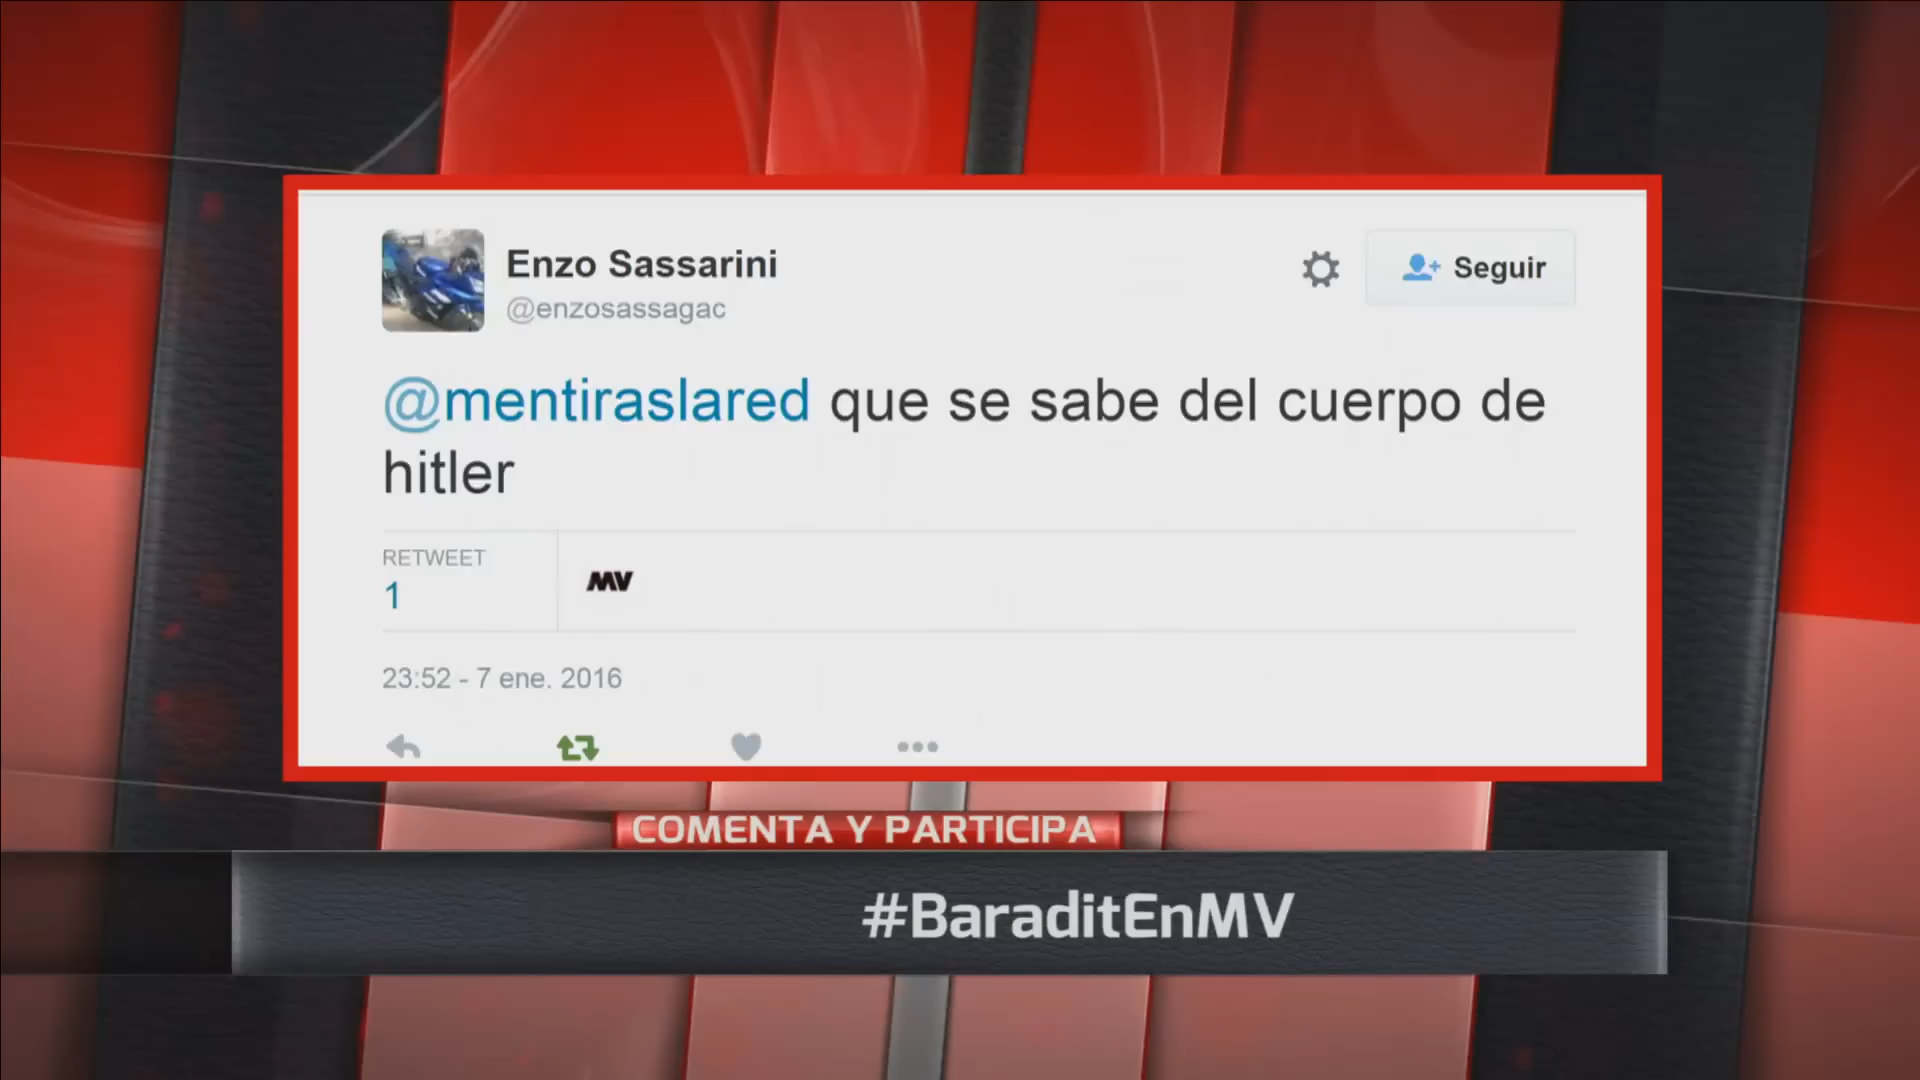 Enzo Sassarini
@enzosassagac
Seguir
@mentiraslared que se sabe del cuerpo de
hitler
RETWEET
1
MV
23:52 - 7 ene. 2016
COMENTA Y PARTICIPA
#BaraditEnMV